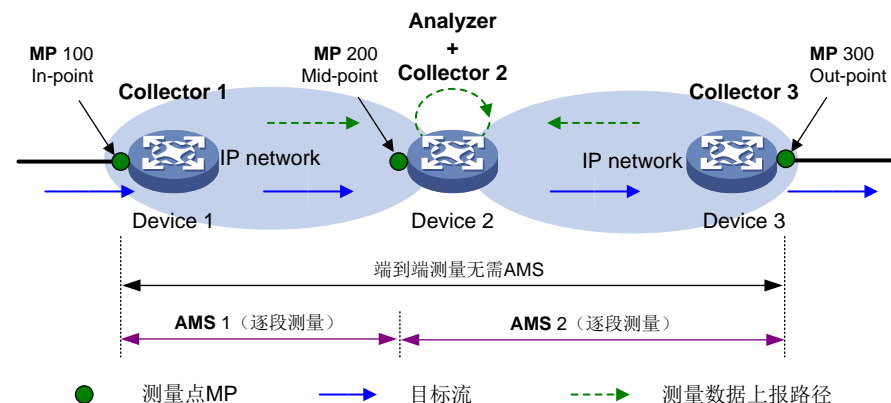 Analyzer
+
Collector 2
MP 100
In-point
MP 200
Mid-point
MP 300
Out-point
Collector 1
Collector 3
IP network
IP network
Device 1
Device 2
Device 3
端到端测量无需AMS
AMS 1（逐段测量）
AMS 2（逐段测量）
测量点MP
目标流
测量数据上报路径